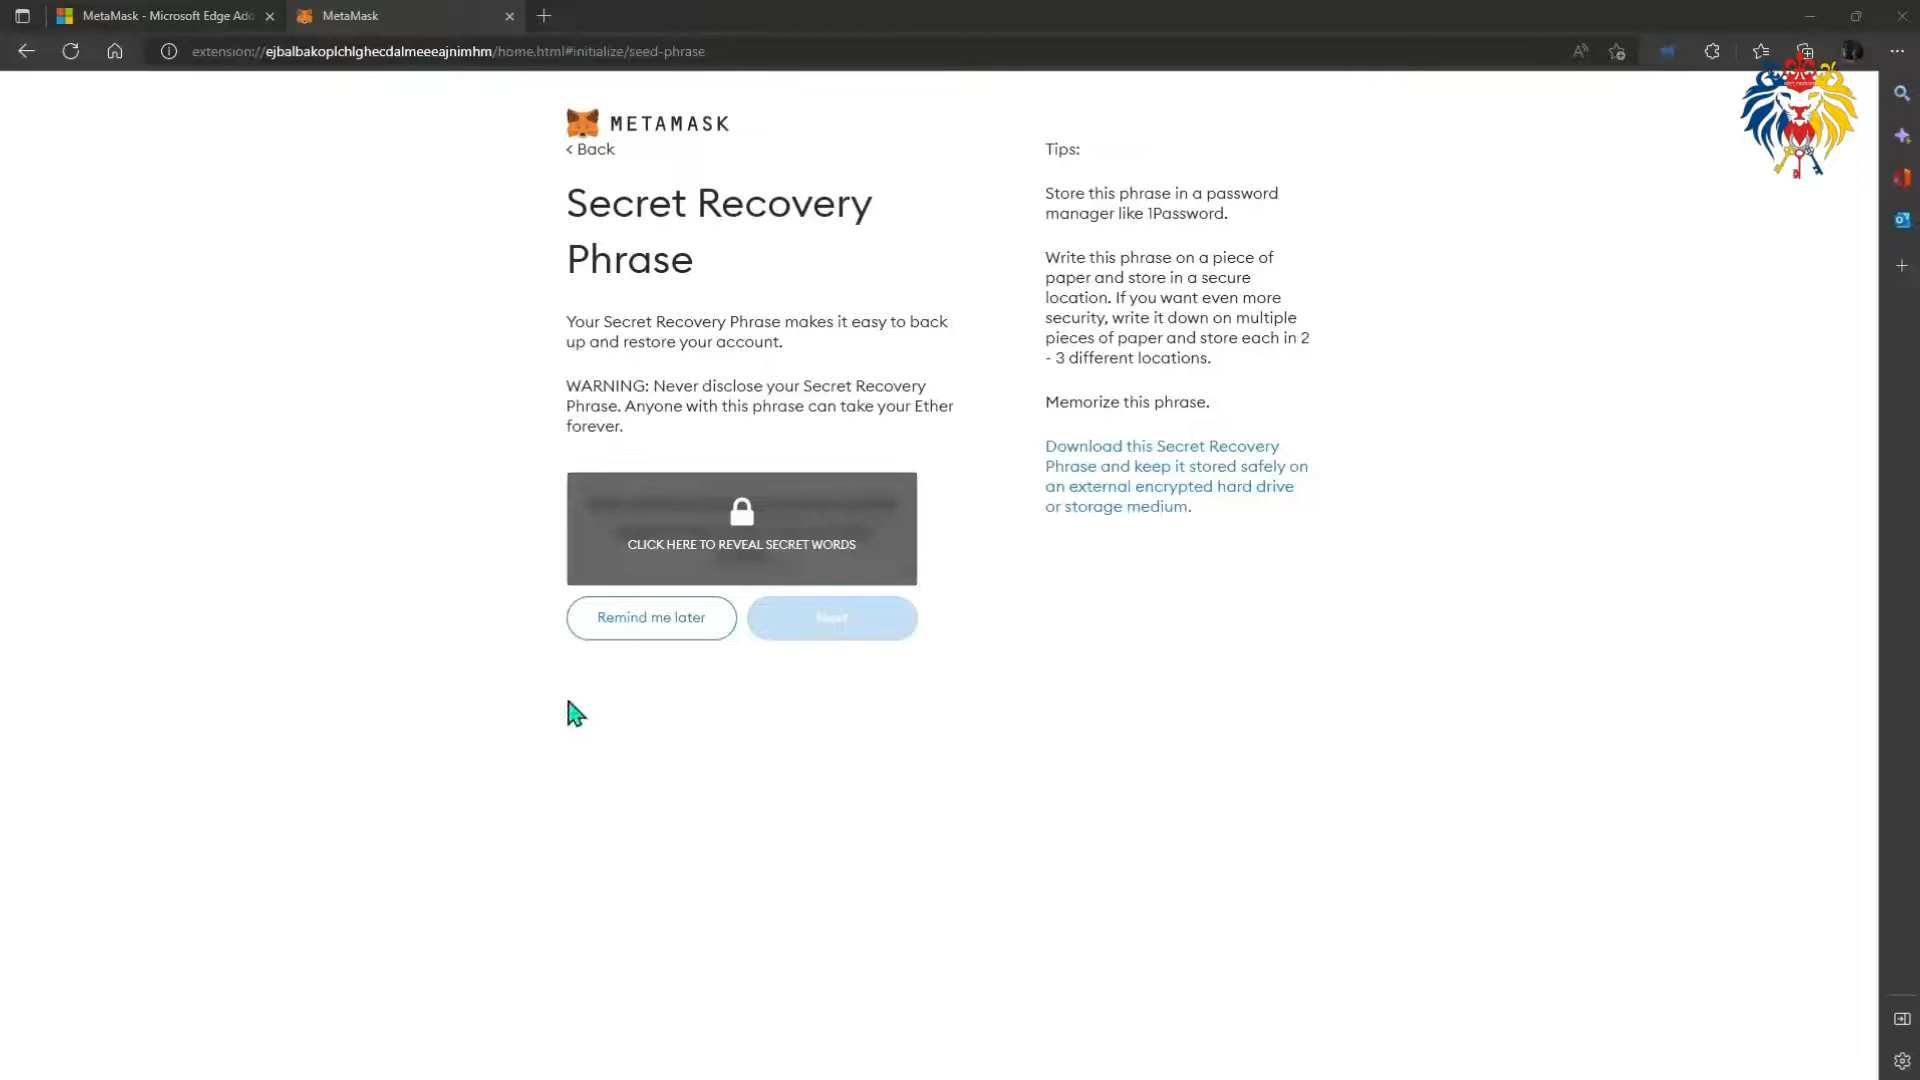 MetaMask - Microsoft Edge Add
MetaMask
extension://ejbalbakoplchlghecdalmeeeajnimhm/home.html#initialize/seed-phrase
METAMASK
< Back
Secret Recovery
Phrase
Your Secret Recovery Phrase makes it easy to back
up and restore your account.
WARNING: Never disclose your Secret Recovery
Phrase. Anyone with this phrase can take your Ether
forever.
CLICK HERE TO REVEAL SECRET WORDS
Remind me later
Next
Tips:
Store this phrase in a password
manager like 1Password.
Write this phrase on a piece of
paper and store in a secure
location. If you want even more
security, write it down on multiple
pieces of paper and store each in 2
- 3 different locations.
Memorize this phrase.
Download this Secret Recovery
Phrase and keep it stored safely on
an external encrypted hard drive
or storage medium.